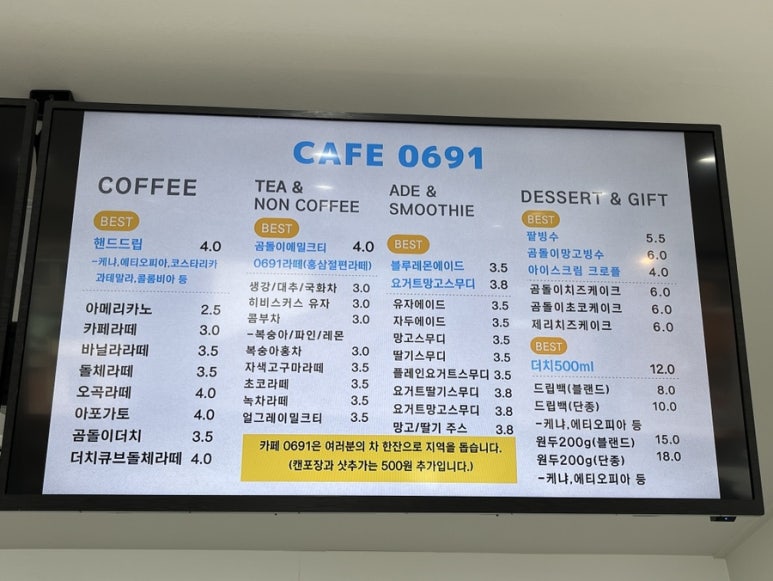 CAFE 0691
COFFEE
BEST
핸드드립 4.0
-케냐,에티오피아,코스타리카
과테말라,콜롬비아 등
아메리카노 2.5
카페라떼 3.0
바닐라라떼 3.5
돌체라떼 3.5
오곡라떼 4.0
아포가토 4.0
곰돌이더치 3.5
더치큐브돌체라떼 4.0
TEA &
NON COFFEE
BEST
곰돌이에밀크티 4.0
0691라떼(홍삼절편라떼)
생강/대추/국화차 3.0
히비스커스 유자 3.0
콤부차 3.0
-복숭아/파인/레몬
복숭아홍차 3.0
자색고구마라떼 3.5
초코라떼 3.5
녹차라떼 3.5
얼그레이밀크티 3.5
ADE &
SMOOTHIE
BEST
블루레몬에이드 3.5
요거트망고스무디 3.8
유자에이드 3.5
자두에이드 3.5
망고스무디 3.5
딸기스무디 3.5
플레인요거트스무디 3.5
요거트딸기스무디 3.8
요거트망고스무디 3.8
망고/딸기 주스 3.8
카페 0691은 여러분의 차 한잔으로 지역을 돕습니다.
(캔포장과 샷추가는 500원 추가입니다.)
DESSERT & GIFT
BEST
팥빙수 5.5
곰돌이망고빙수 6.0
아이스크림 크로플 4.0
곰돌이치즈케이크 6.0
곰돌이초코케이크 6.0
제리치즈케이크 6.0
BEST
더치500ml 12.0
드립백(블랜드) 8.0
드립백(단종) 10.0
-케냐,에티오피아 등
원두200g(블랜드) 15.0
원두200g(단종) 18.0
-케냐,에티오피아 등